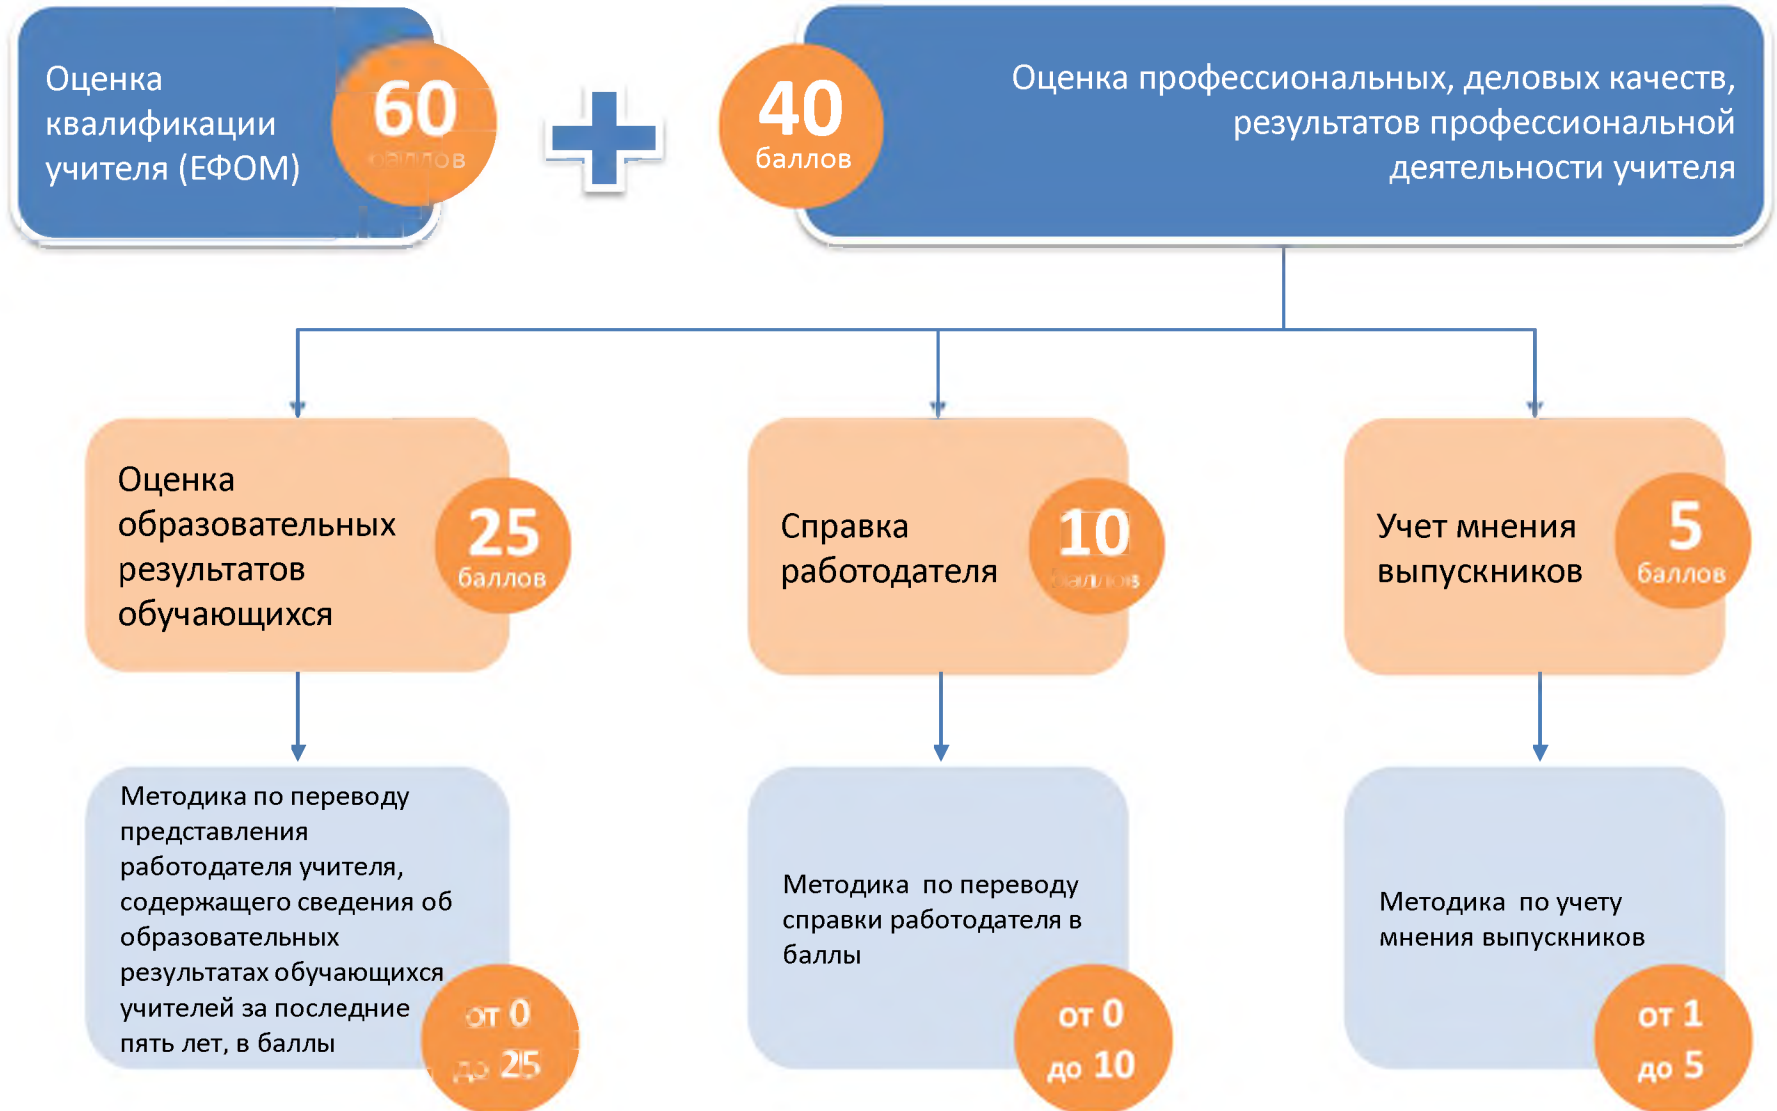 Оценка
квалификации
учителя (ЕФОМ)
60
баллов
40
баллов
Оценка профессиональных, деловых качеств,
результатов профессиональной
деятельности учителя
Оценка
образовательных
результатов
обучающихся
25
баллов
Справка
работодателя
10
баллов
Учет мнения
выпускников
5
баллов
Методика по переводу
представления
работодателя учителя,
содержащего сведения об
образовательных
результатах обучающихся
учителей за последние
пять лет, в баллы
от 0
до 25
Методика по переводу
справки работодателя в
баллы
от 0
до 10
Методика по учету
мнения выпускников
от 1
до 5